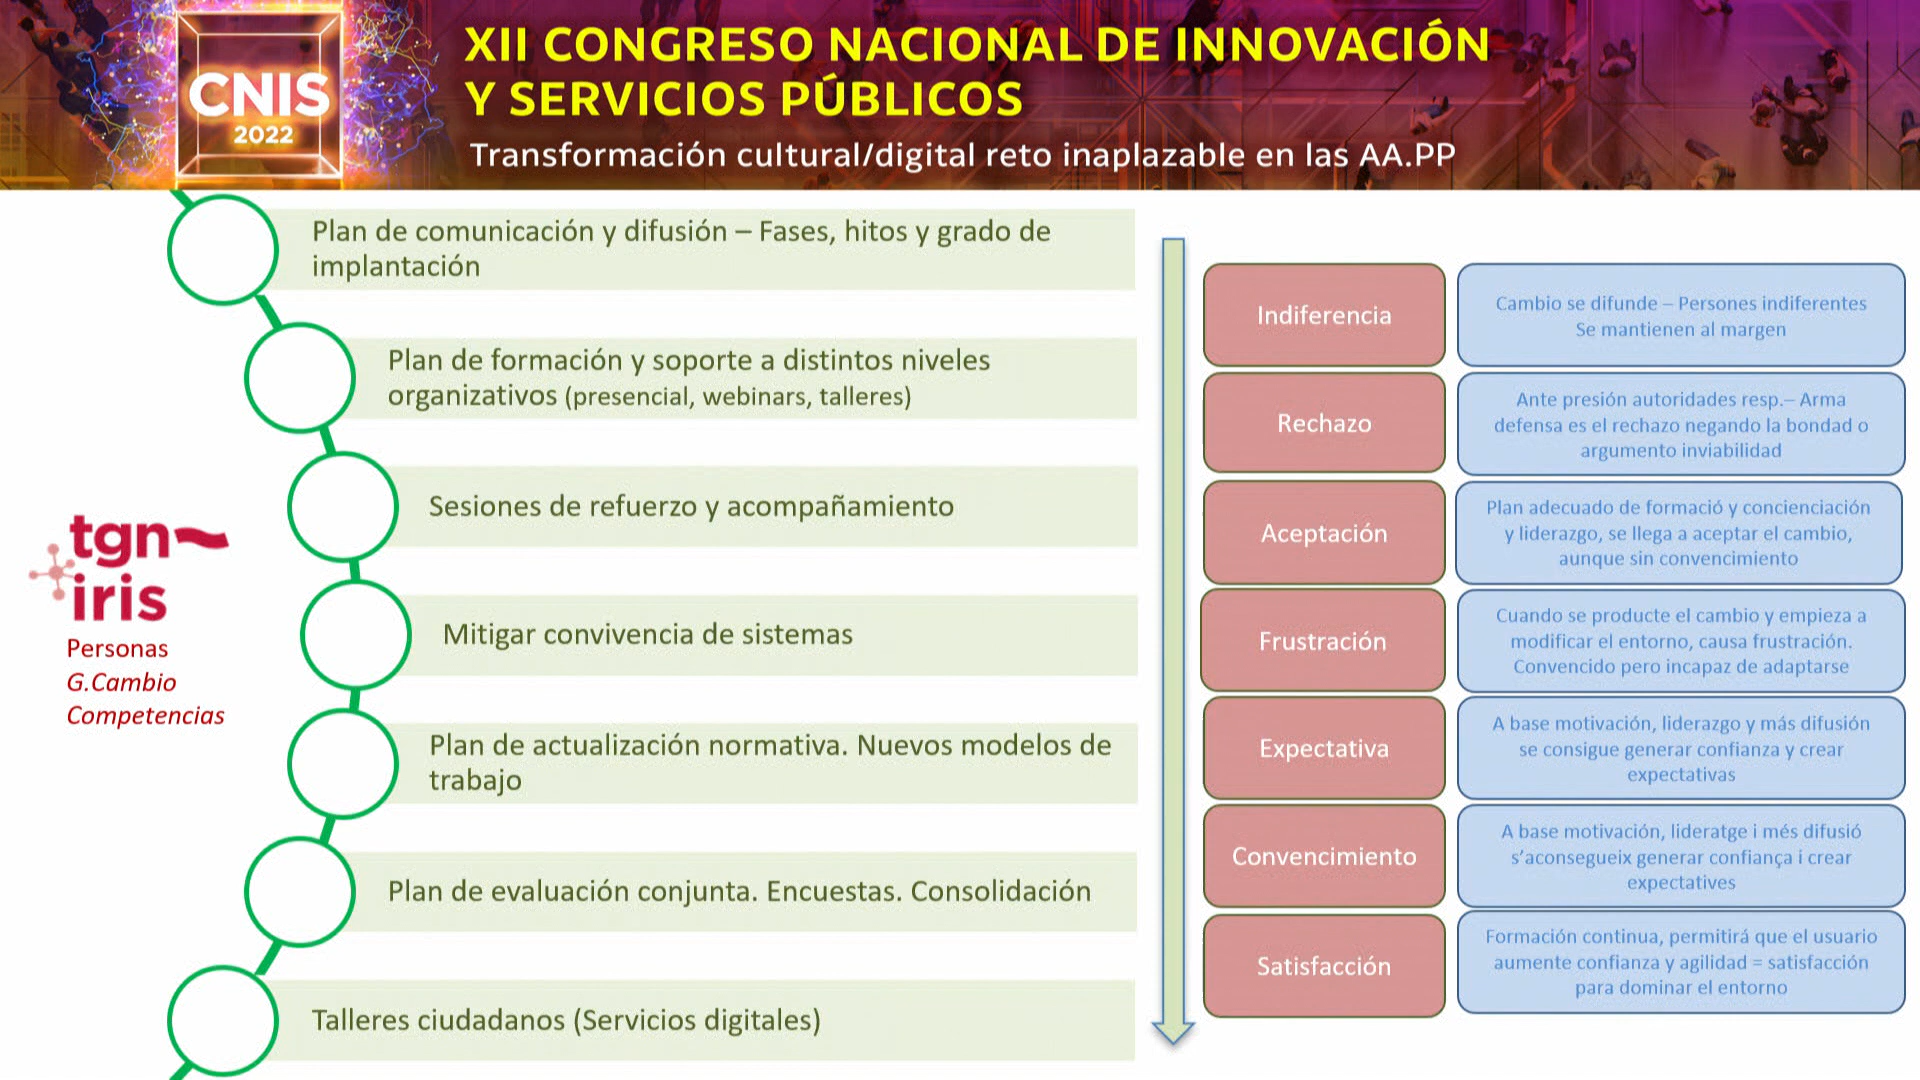 CNIS
2022
XII CONGRESO NACIONAL DE INNOVACIÓN
Y SERVICIOS PÚBLICOS
Transformación cultural/digital reto inaplazable en las AA.PP
tgn
iris
Personas
G.Cambio
Competencias
Plan de comunicación y difusión – Fases, hitos y grado de
implantación
Plan de formación y soporte a distintos niveles
organizativos (presencial, webinars, talleres)
Sesiones de refuerzo y acompañamiento
Mitigar convivencia de sistemas
Plan de actualización normativa. Nuevos modelos de
trabajo
Plan de evaluación conjunta. Encuestas. Consolidación
Talleres ciudadanos (Servicios digitales)
Indiferencia
Cambio se difunde – Persones indiferentes
Se mantienen al margen
Rechazo
Ante presión autoridades resp.– Arma
defensa es el rechazo negando la bondad o
argumento inviabilidad
Aceptación
Plan adecuado de formació y concienciación
y liderazgo, se llega a aceptar el cambio,
aunque sin convencimiento
Frustración
Cuando se producte el cambio y empieza a
modificar el entorno, causa frustración.
Convencido pero incapaz de adaptarse
Expectativa
A base motivación, liderazgo y más difusión
se consigue generar confianza y crear
expectativas
Convencimiento
A base motivación, lideratge i més difusió
s’aconsegueix generar confiança i crear
expectatives
Satisfacción
Formación continua, permitirá que el usuario
aumente confianza y agilidad = satisfacción
para dominar el entorno